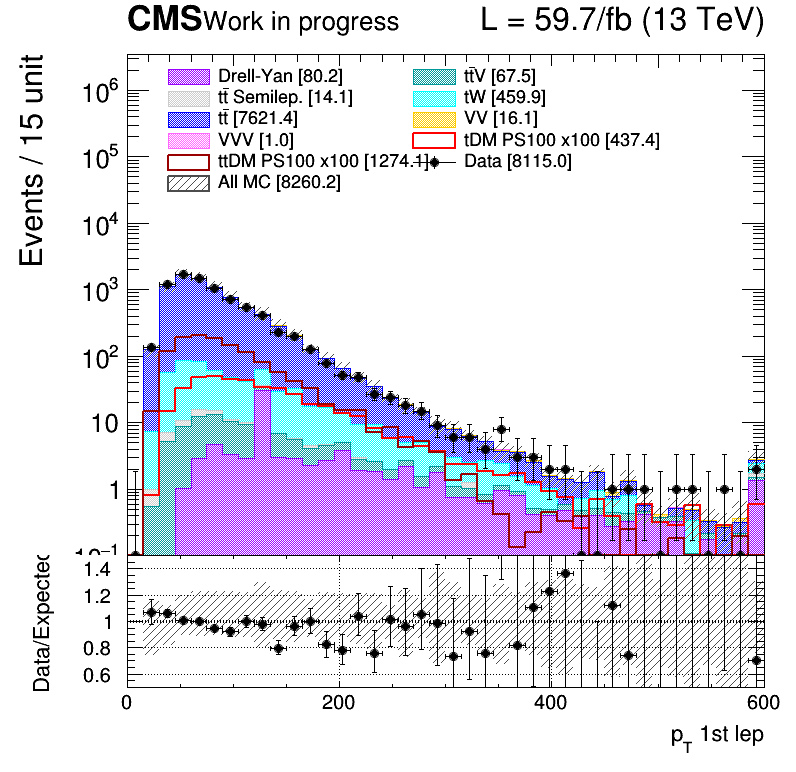 CMS Work in progress L = 59.7/fb (13 TeV)
Events / 15 unit
Drell-Yan [80.2] tt̄V [67.5]
tt̄ Semilep. [14.1] tW [459.9]
tt̄ [7621.4] VV [16.1]
VVV [1.0] tDM PS100 x100 [437.4]
ttDM PS100 x100 [1274.1] Data [8115.0]
All MC [8260.2]
10⁶
10⁵
10⁴
10³
10²
10
1
10⁻¹
Data/Expected
1.4
1.2
1
0.8
0.6
0 200 400 600
p_T 1st lep